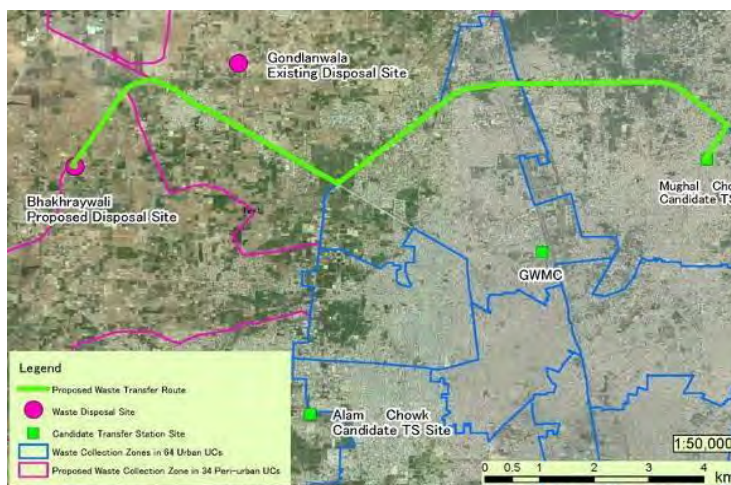 Gondlanwala
Existing Disposal Site
Bhakhraywali
Proposed Disposal Site
Mughal Cho
Candidate TS
GWMC
Alam Chowk
Candidate TS Site
Legend
Proposed Waste Transfer Route
Waste Disposal Site
Candidate Transfer Station Site
Waste Collection Zones in 64 Urban UCs
Proposed Waste Collection Zone in 34 Peri-urban UCs
1:50,000
0 0.5 1 2 3 4
km